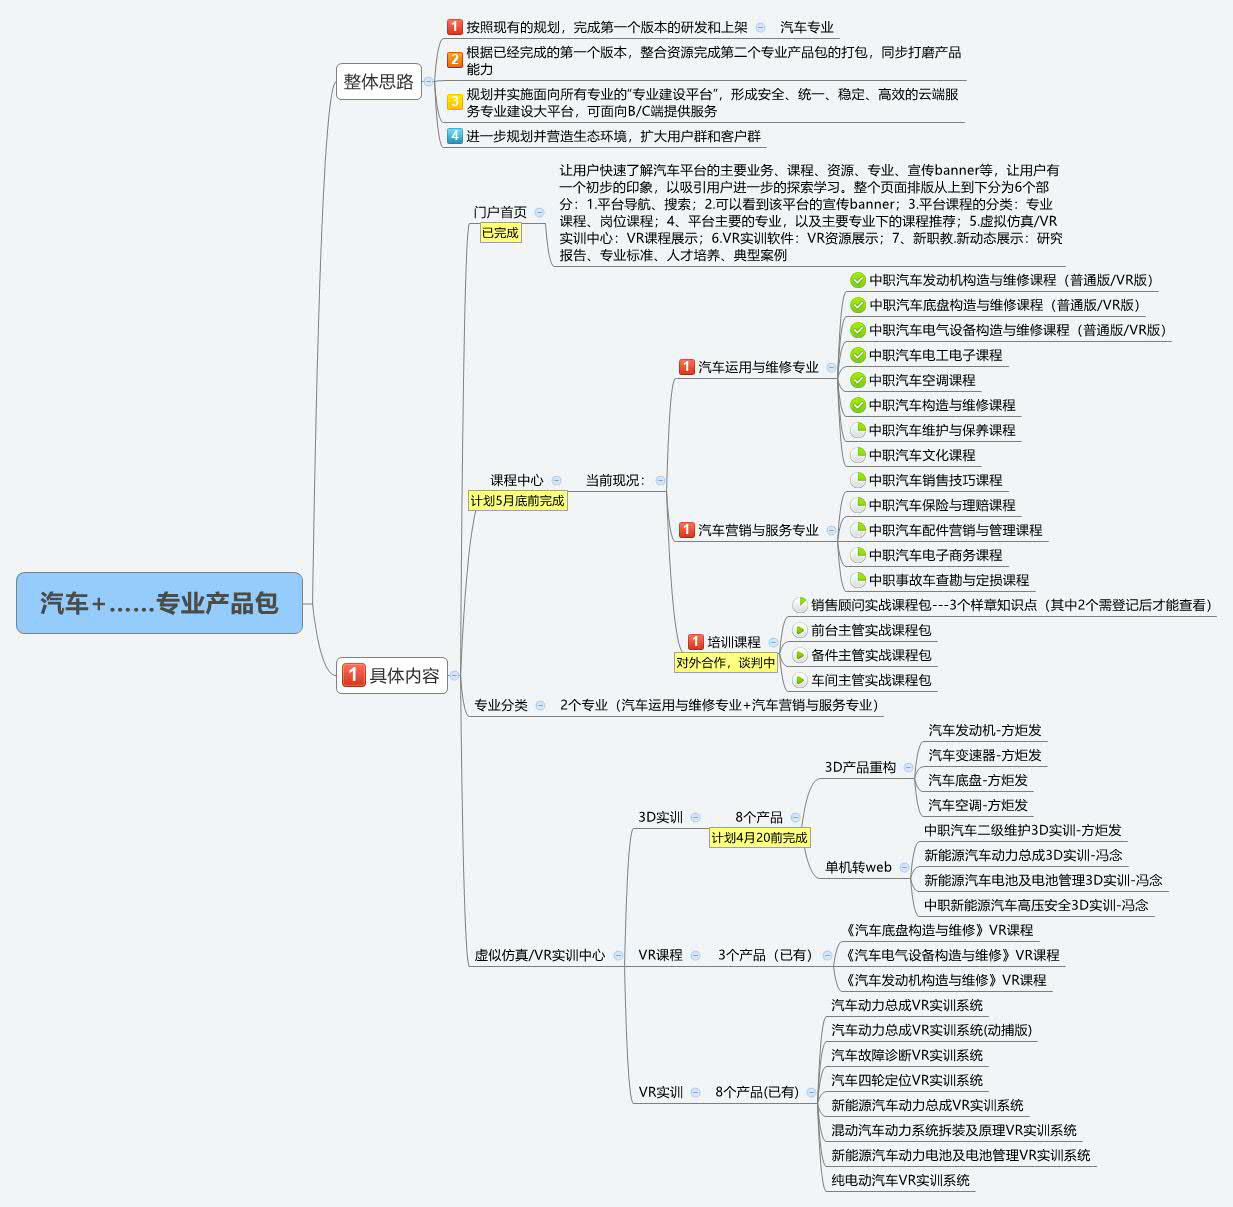 汽车+……专业产品包
整体思路
1 按照现有的规划，完成第一个版本的研发和上架
汽车专业
2 根据已经完成的第一个版本，整合资源完成第二个专业产品包的打包，同步打磨产品
能力
3 规划并实施面向所有专业的“专业建设平台”，形成安全、统一、稳定、高效的云端服
务专业建设大平台，可面向B/C端提供服务
4 进一步规划并营造生态环境，扩大用户群和客户群
1 具体内容
门户首页
已完成
让用户快速了解汽车平台的主要业务、课程、资源、专业、宣传banner等，让用户有
一个初步的印象，以吸引用户进一步的探索学习。整个页面排版从上到下分为6个部
分：1.平台导航、搜索；2.可以看到该平台的宣传banner；3.平台课程的分类：专业
课程、岗位课程；4、平台主要的专业，以及主要专业下的课程推荐；5.虚拟仿真/VR
实训中心：VR课程展示；6.VR实训软件：VR资源展示；7、新职教.新动态展示：研究
报告、专业标准、人才培养、典型案例
课程中心
计划5月底前完成
当前现况：
1 汽车运用与维修专业
中职汽车发动机构造与维修课程（普通版/VR版）
中职汽车底盘构造与维修课程（普通版/VR版）
中职汽车电气设备构造与维修课程（普通版/VR版）
中职汽车电工电子课程
中职汽车空调课程
中职汽车构造与维修课程
中职汽车维护与保养课程
中职汽车文化课程
1 汽车营销与服务专业
中职汽车销售技巧课程
中职汽车保险与理赔课程
中职汽车配件营销与管理课程
中职汽车电子商务课程
中职事故车查勘与定损课程
1 培训课程
对外合作，谈判中
销售顾问实战课程包---3个样章知识点（其中2个需登记后才能查看）
前台主管实战课程包
备件主管实战课程包
车间主管实战课程包
专业分类
2个专业（汽车运用与维修专业+汽车营销与服务专业）
虚似仿真/VR实训中心
3D实训
8个产品
计划4月20前完成
3D产品重构
汽车发动机-方炬发
汽车变速器-方炬发
汽车底盘-方炬发
汽车空调-方炬发
单机转web
中职汽车二级维护3D实训-方炬发
新能源汽车动力总成3D实训-冯念
新能源汽车电池及电池管理3D实训-冯念
中职新能源汽车高压安全3D实训-冯念
VR课程
3个产品（已有）
《汽车底盘构造与维修》VR课程
《汽车电气设备构造与维修》VR课程
《汽车发动机构造与维修》VR课程
VR实训
8个产品(已有)
汽车动力总成VR实训系统
汽车动力总成VR实训系统(动捕版)
汽车故障诊断VR实训系统
汽车四轮定位VR实训系统
新能源汽车动力总成VR实训系统
混动汽车动力系统拆装及原理VR实训系统
新能源汽车动力电池及电池管理VR实训系统
纯电动汽车VR实训系统